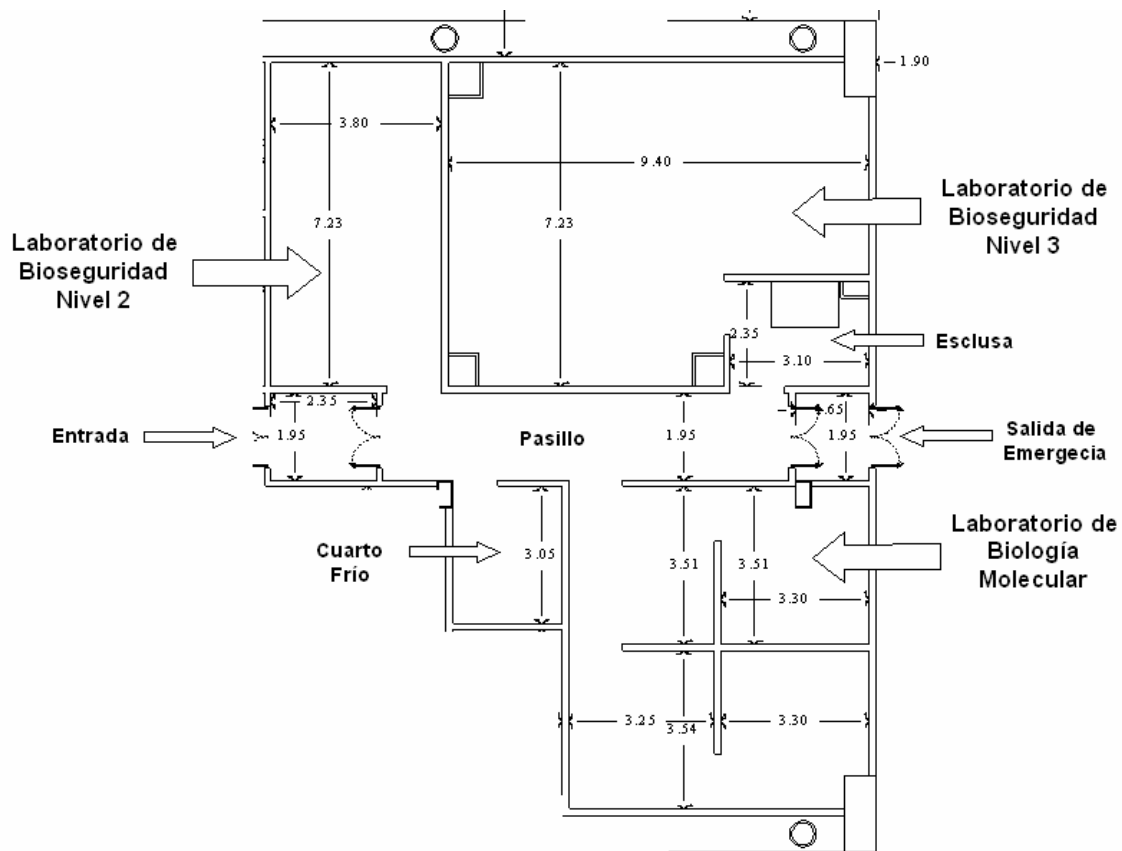 1.90
3.80
9.40
7.23
7.23
Laboratorio de
Bioseguridad
Nivel 3
Laboratorio de
Bioseguridad
Nivel 2
2.35
Esclusa
3.10
2.35
.65
Entrada
1.95
Pasillo
1.95
1.95
Salida de
Emergecia
Laboratorio de
Biología
Molecular
Cuarto
Frío
3.05
3.51
3.51
3.30
3.25
3.54
3.30